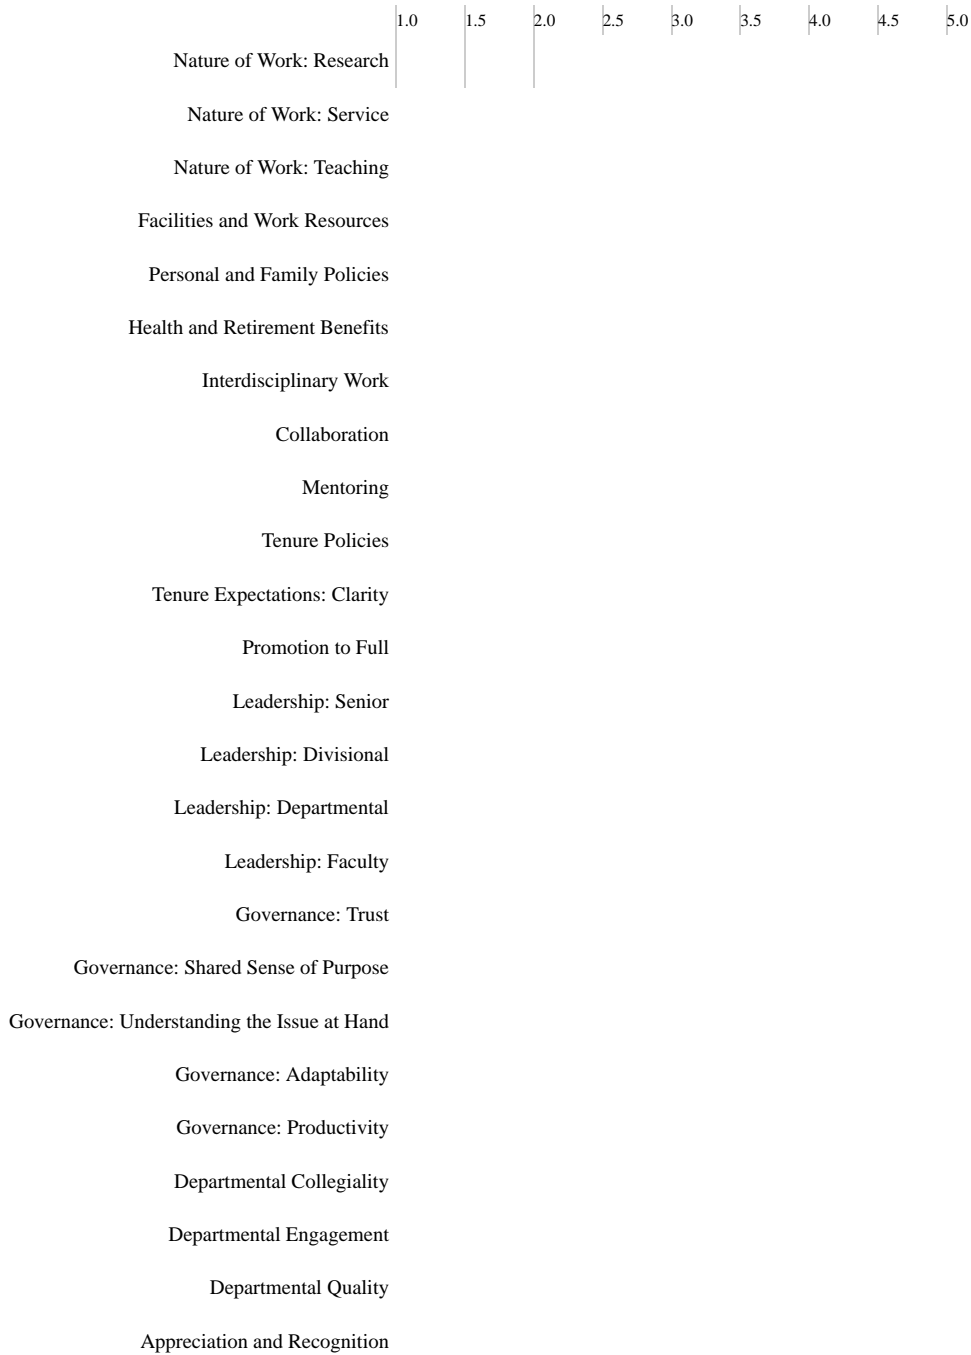 1.0 1.5 2.0 2.5 3.0 3.5 4.0 4.5 5.0
Nature of Work: Research
Nature of Work: Service
Nature of Work: Teaching
Facilities and Work Resources
Personal and Family Policies
Health and Retirement Benefits
Interdisciplinary Work
Collaboration
Mentoring
Tenure Policies
Tenure Expectations: Clarity
Promotion to Full
Leadership: Senior
Leadership: Divisional
Leadership: Departmental
Leadership: Faculty
Governance: Trust
Governance: Shared Sense of Purpose
Governance: Understanding the Issue at Hand
Governance: Adaptability
Governance: Productivity
Departmental Collegiality
Departmental Engagement
Departmental Quality
Appreciation and Recognition